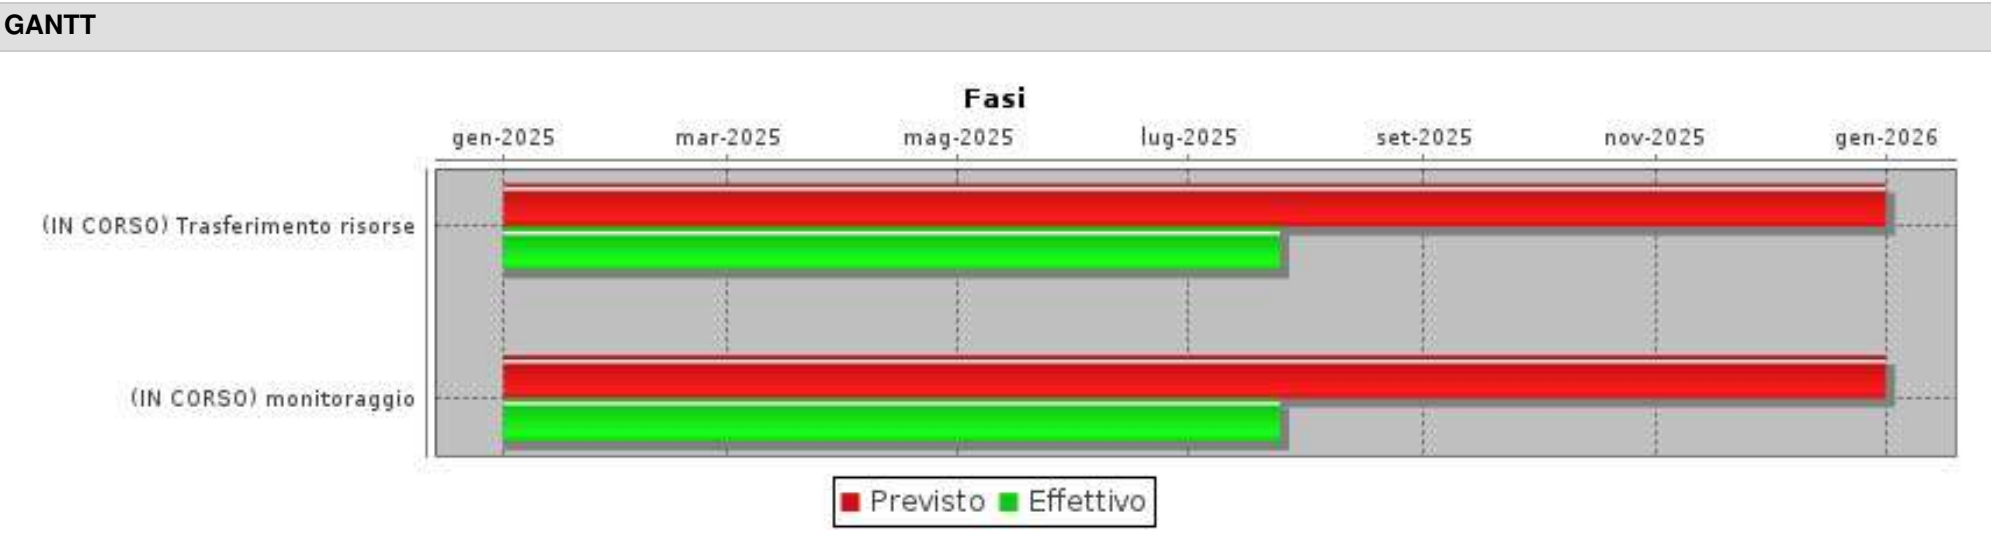 GANTT
Fasi
gen-2025 mar-2025 mag-2025 lug-2025 set-2025 nov-2025 gen-2026
(IN CORSO) Trasferimento risorse
(IN CORSO) monitoraggio
Previsto Effettivo